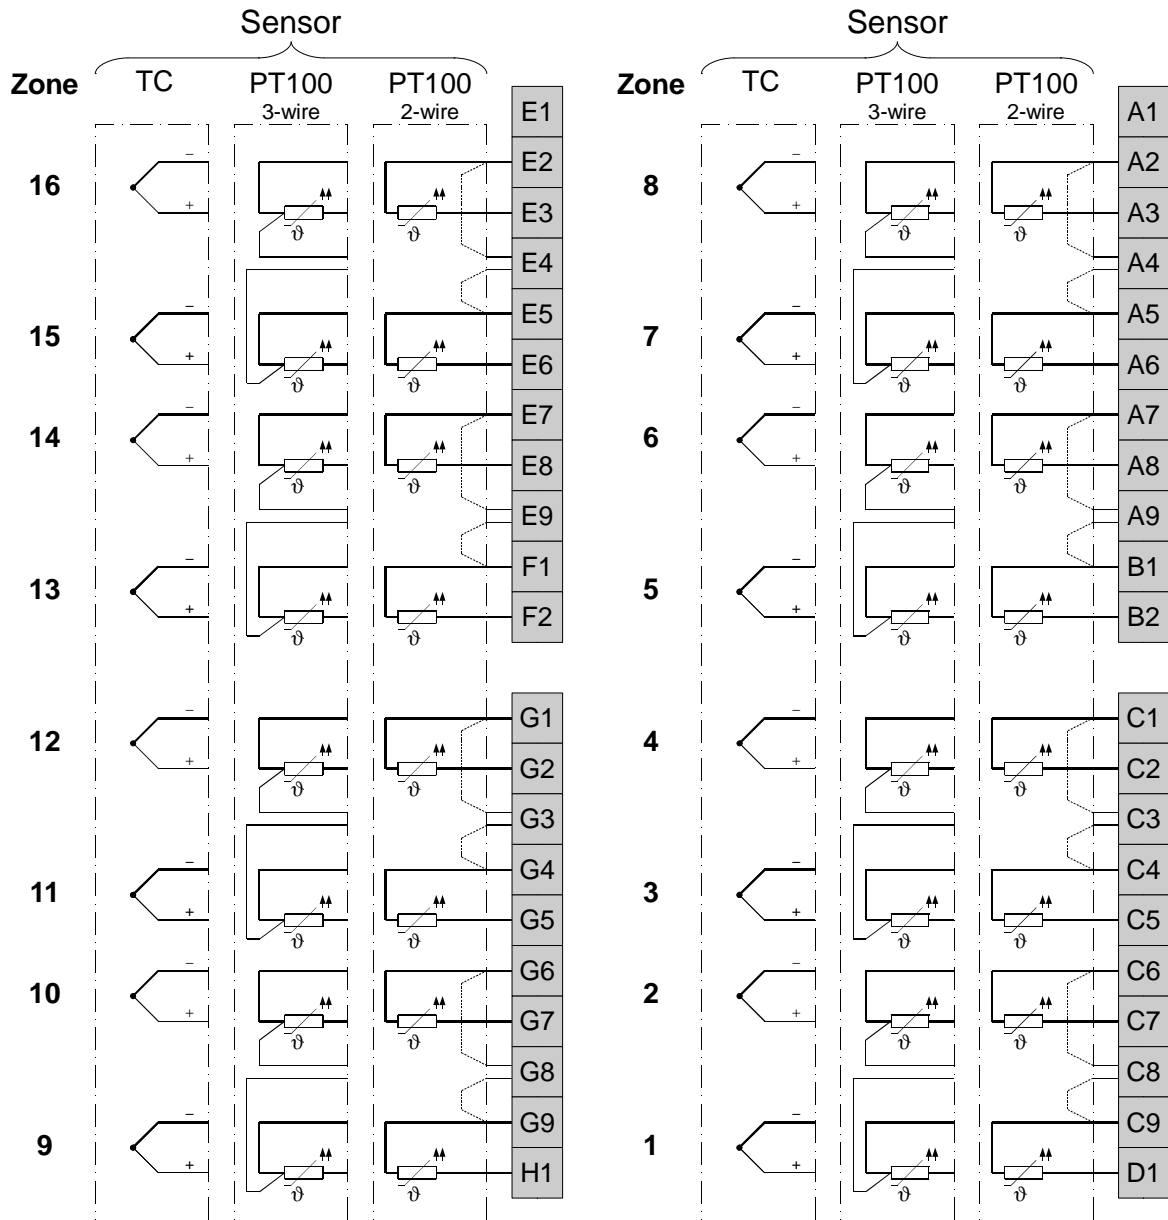 Sensor Sensor
Zone TC PT100 PT100 Zone TC PT100 PT100
3-wire 2-wire 3-wire 2-wire
E1 A1
− E2 − A2
16 8
+ ϑ ϑ E3 + ϑ ϑ A3
E4 A4
− E5 − A5
15 7
+ ϑ ϑ E6 + ϑ ϑ A6
− E7 − A7
14 6
+ ϑ ϑ E8 + ϑ ϑ A8
E9 A9
− F1 − B1
13 5
+ ϑ ϑ F2 + ϑ ϑ B2
− G1 − C1
12 4
+ ϑ ϑ G2 + ϑ ϑ C2
G3 C3
− G4 − C4
11 3
+ ϑ ϑ G5 + ϑ ϑ C5
− G6 − C6
10 2
+ ϑ ϑ G7 + ϑ ϑ C7
G8 C8
− G9 − C9
9 1
+ ϑ ϑ H1 + ϑ ϑ D1